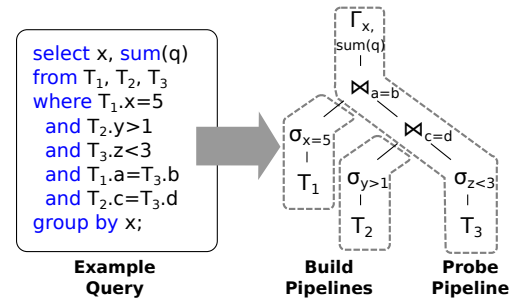 select x, sum(q)
from T₁, T₂, T₃
where T₁.x=5
and T₂.y>1
and T₃.z<3
and T₁.a=T₃.b
and T₂.c=T₃.d
group by x;
Example
Query
Γx,
sum(q)
⋈a=b
⋈c=d
σx=5
σy>1
σz<3
T₁
T₂
T₃
Build
Pipelines
Probe
Pipeline